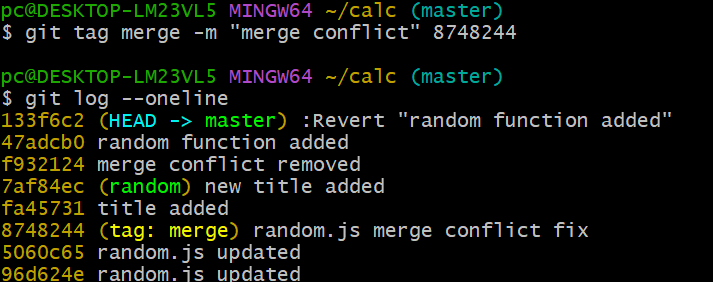 pc@DESKTOP-LM23VL5 MINGW64 ~/calc (master)
$ git tag merge -m "merge conflict" 8748244
pc@DESKTOP-LM23VL5 MINGW64 ~/calc (master)
$ git log --oneline
133f6c2 (HEAD -> master) :Revert "random function added"
47adcb0 random function added
f932124 merge conflict removed
7af84ec (random) new title added
fa45731 title added
8748244 (tag: merge) random.js merge conflict fix
5060c65 random.js updated
96d624e random.js updated